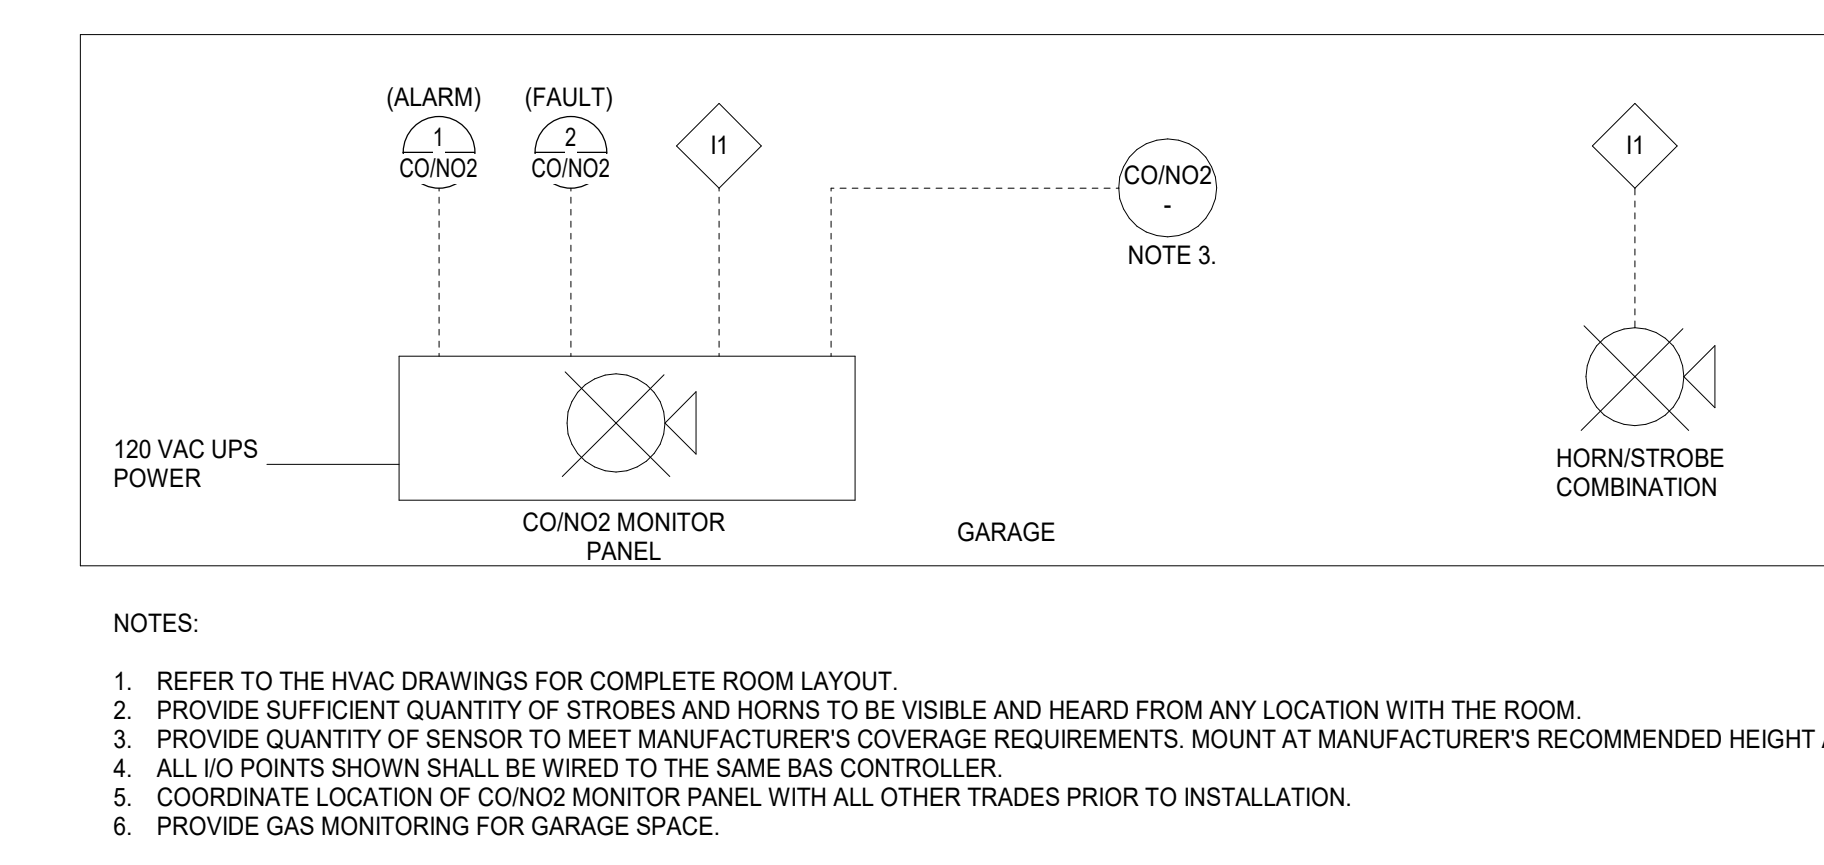 (ALARM) (FAULT)
1 2 I1 I1
CO/NO2 CO/NO2 CO/NO2
-
NOTE 3.
120 VAC UPS
POWER
HORN/STROBE
COMBINATION
CO/NO2 MONITOR
PANEL
GARAGE
NOTES:
1. REFER TO THE HVAC DRAWINGS FOR COMPLETE ROOM LAYOUT.
2. PROVIDE SUFFICIENT QUANTITY OF STROBES AND HORNS TO BE VISIBLE AND HEARD FROM ANY LOCATION WITH THE ROOM.
3. PROVIDE QUANTITY OF SENSOR TO MEET MANUFACTURER'S COVERAGE REQUIREMENTS. MOUNT AT MANUFACTURER'S RECOMMENDED HEIGHT
4. ALL I/O POINTS SHOWN SHALL BE WIRED TO THE SAME BAS CONTROLLER.
5. COORDINATE LOCATION OF CO/NO2 MONITOR PANEL WITH ALL OTHER TRADES PRIOR TO INSTALLATION.
6. PROVIDE GAS MONITORING FOR GARAGE SPACE.